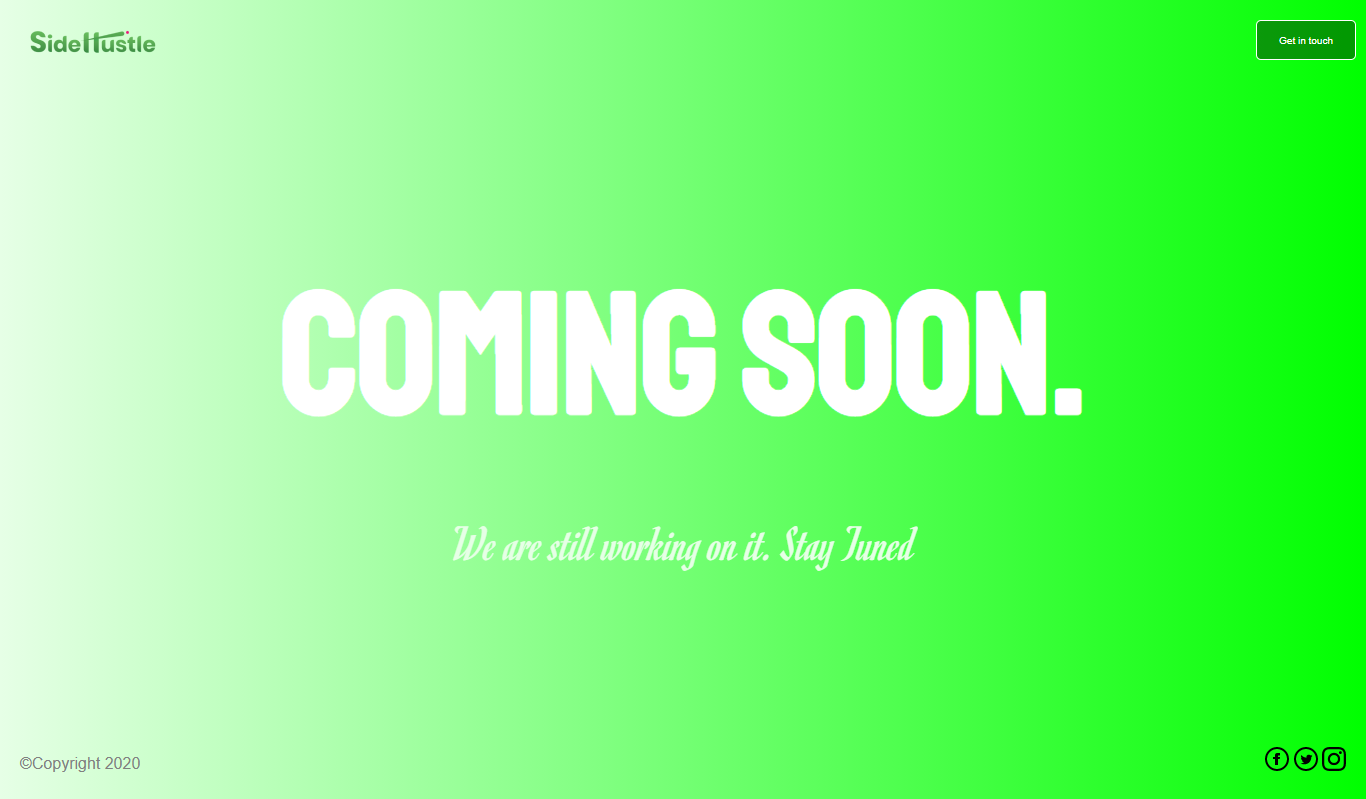 SideHustle
Get in touch
COMING SOON.
We are still working on it. Stay Tuned
©Copyright 2020